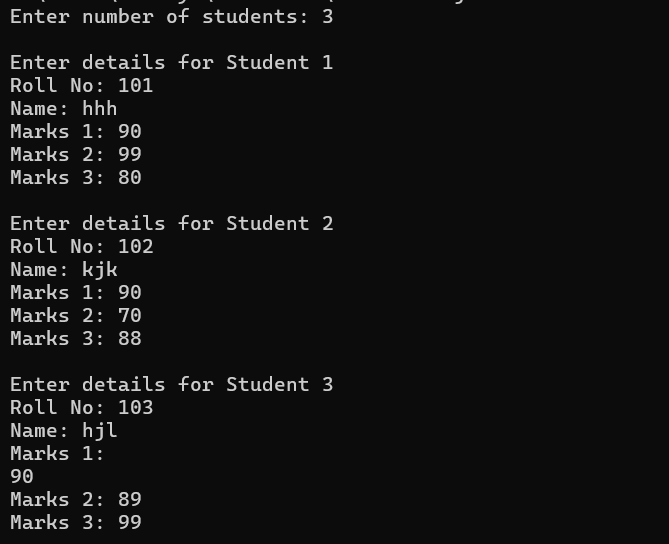 Enter number of students: 3
Enter details for Student 1
Roll No: 101
Name: hhh
Marks 1: 90
Marks 2: 99
Marks 3: 80
Enter details for Student 2
Roll No: 102
Name: kjk
Marks 1: 90
Marks 2: 70
Marks 3: 88
Enter details for Student 3
Roll No: 103
Name: hjl
Marks 1:
90
Marks 2: 89
Marks 3: 99